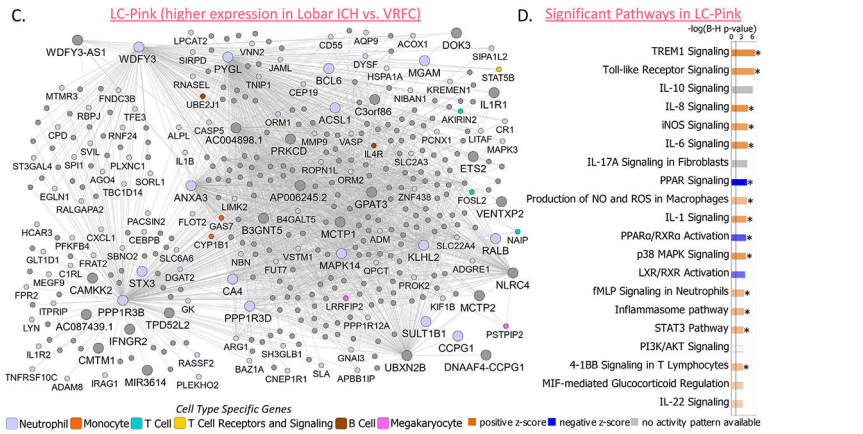 C.
LC-Pink (higher expression in Lobar ICH vs. VRFC)
WDFY3-AS1
WDFY3
LPCAT2
SIRPD
VNN2
PYGL
JAML
CD55
AQP9
DYSF
ACOX1
DOK3
SIPA1L2
STAT5B
MGAM
HSPA1A
BCL6
KREMEN1
IL1R1
NIBAN1
CEP19
TNIP1
RNASEL
UBE2J1
MTMR3
FNDC3B
RBPJ
TFE3
CPD
RNF24
SVIL
SPI1
PLXNC1
ST3GAL4
AGO4
SORL1
TBC1D14
EGLN1
RALGAPA2
ALPL
CASP5
AC004898.1
ORM1
ACSL1
C3orf86
AKIRIN2
CR1
LITAF
MAPK3
PCNX1
ETS2
PRKCD
MMP9
VASP
IL4R
SLC2A3
IL1B
ROPN1L
ORM2
ANXA3
AP006245.2
GPAT3
ZNF438
FOSL2
VENTXP2
LIMK2
GAS7
PACSIN2
FLOT2
B4GALT5
B3GNT5
MCTP1
CYP1B1
HCAR3
CXCL1
CEBPB
PFKFB4
SBNO2
GLT1D1
FRAT2
SLC6A6
C1RL
DGAT2
MEGF9
STX3
CAMKK2
FPR2
ITPRIP
PPP1R3B
GK
LYN
AC087439.1
TPD52L2
IFNGR2
IL1R2
CMTM1
RASSF2
TNFRSF10C
ADAM8
IRAG1
MIR3614
PLEKHO2
NBN
VSTM1
FUT7
ADM
MAPK14
KLHL2
SLC22A4
RALB
NAIP
ADGRE1
NLRC4
QPCT
PROK2
CA4
PPP1R3D
LRRFIP2
KIF1B
MCTP2
PPP1R12A
SULT1B1
PSTPIP2
CCPG1
ARG1
SH3GLB1
GNAI3
BAZ1A
CNEP1R1
SLA
APBB1IP
UBXN2B
DNAAF4-CCPG1
Cell Type Specific Genes
Neutrophil Monocyte T Cell T Cell Receptors and Signaling B Cell Megakaryocyte
D.
Significant Pathways in LC-Pink
-log(B-H p-value)
0 3 6
TREM1 Signaling *
Toll-like Receptor Signaling *
IL-10 Signaling
IL-8 Signaling *
iNOS Signaling *
IL-6 Signaling *
IL-17A Signaling in Fibroblasts
PPAR Signaling *
Production of NO and ROS in Macrophages *
IL-1 Signaling *
PPARα/RXRα Activation *
p38 MAPK Signaling *
LXR/RXR Activation
fMLP Signaling in Neutrophils *
Inflammasome pathway *
STAT3 Pathway *
PI3K/AKT Signaling
4-1BB Signaling in T Lymphocytes *
MIF-mediated Glucocorticoid Regulation
IL-22 Signaling
positive z-score negative z-score no activity pattern available